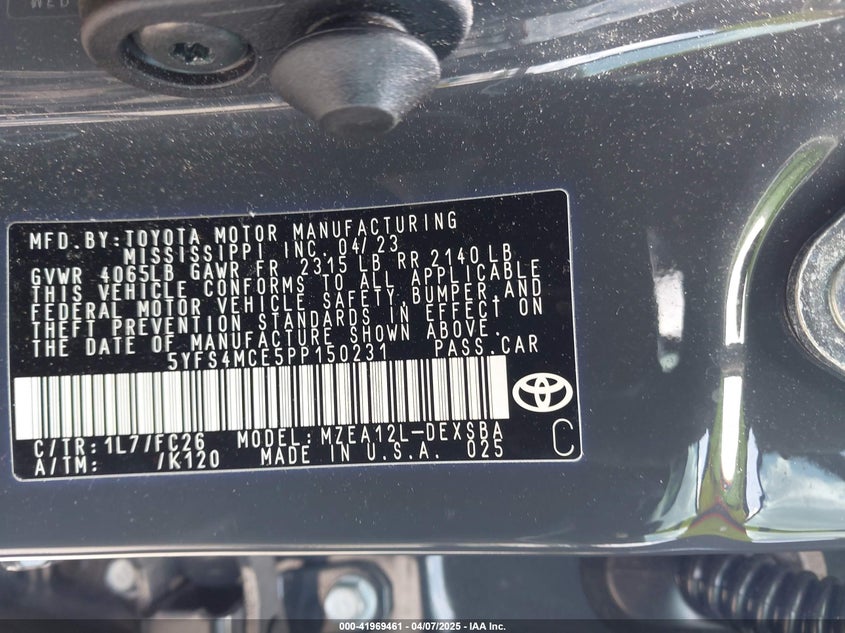 WED
MFD.BY:TOYOTA MOTOR MANUFACTURING
MISSISSIPPI INC. 04/23
GVWR 4065LB GAWR FR 2315 LB RR 2140 LB
THIS VEHICLE CONFORMS TO ALL APPLICABLE
FEDERAL MOTOR VEHICLE SAFETY,BUMPER,AND
THEFT PREVENTION STANDARDS IN EFFECT ON
THE DATE OF MANUFACTURE SHOWN ABOVE.
5YFS4MCE5PP150231 PASS.CAR
C/TR:1L7/FC26 MODEL:MZEA12L-DEXSBA
A/TM: /K120 MADE IN U.S.A. 025
C
000-41969461 - 04/07/2025 - IAA Inc.